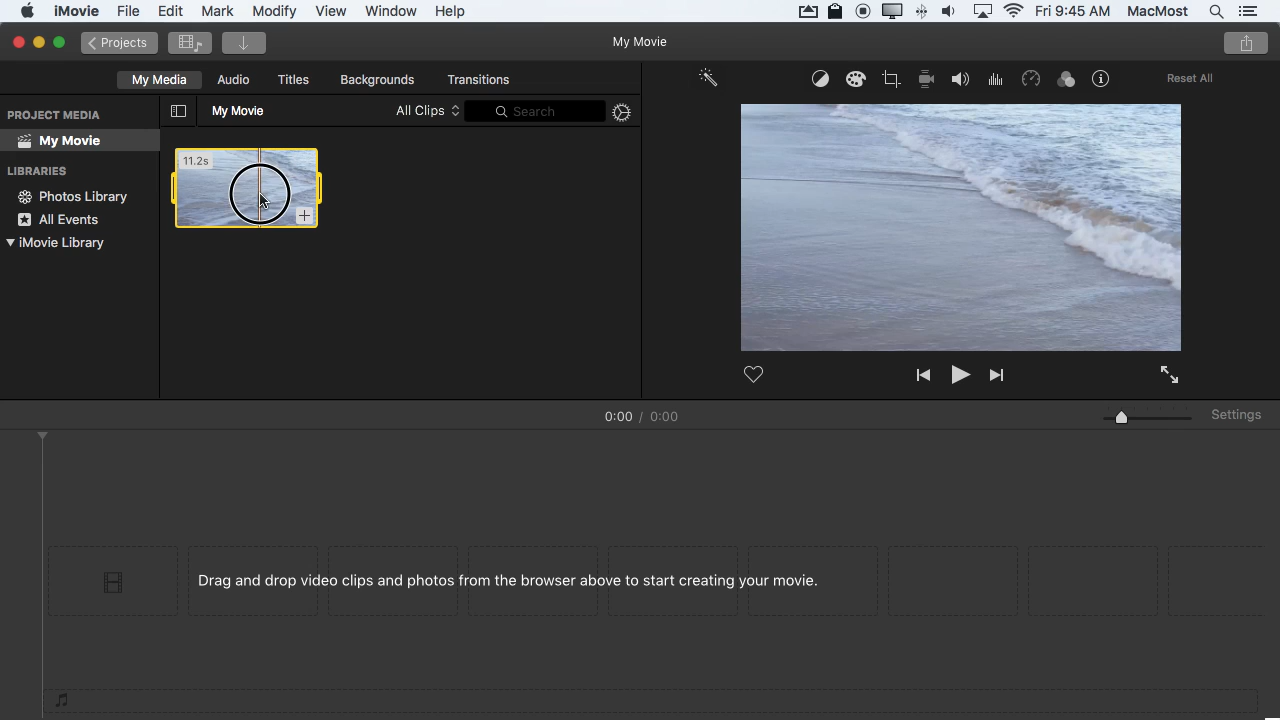 iMovie File Edit Mark Modify View Window Help Fri 9:45 AM MacMost
Projects My Movie
My Media Audio Titles Backgrounds Transitions Reset All
PROJECT MEDIA My Movie All Clips Search
My Movie
LIBRARIES
Photos Library
All Events
iMovie Library
11.2s
0:00 / 0:00 Settings
Drag and drop video clips and photos from the browser above to start creating your movie.